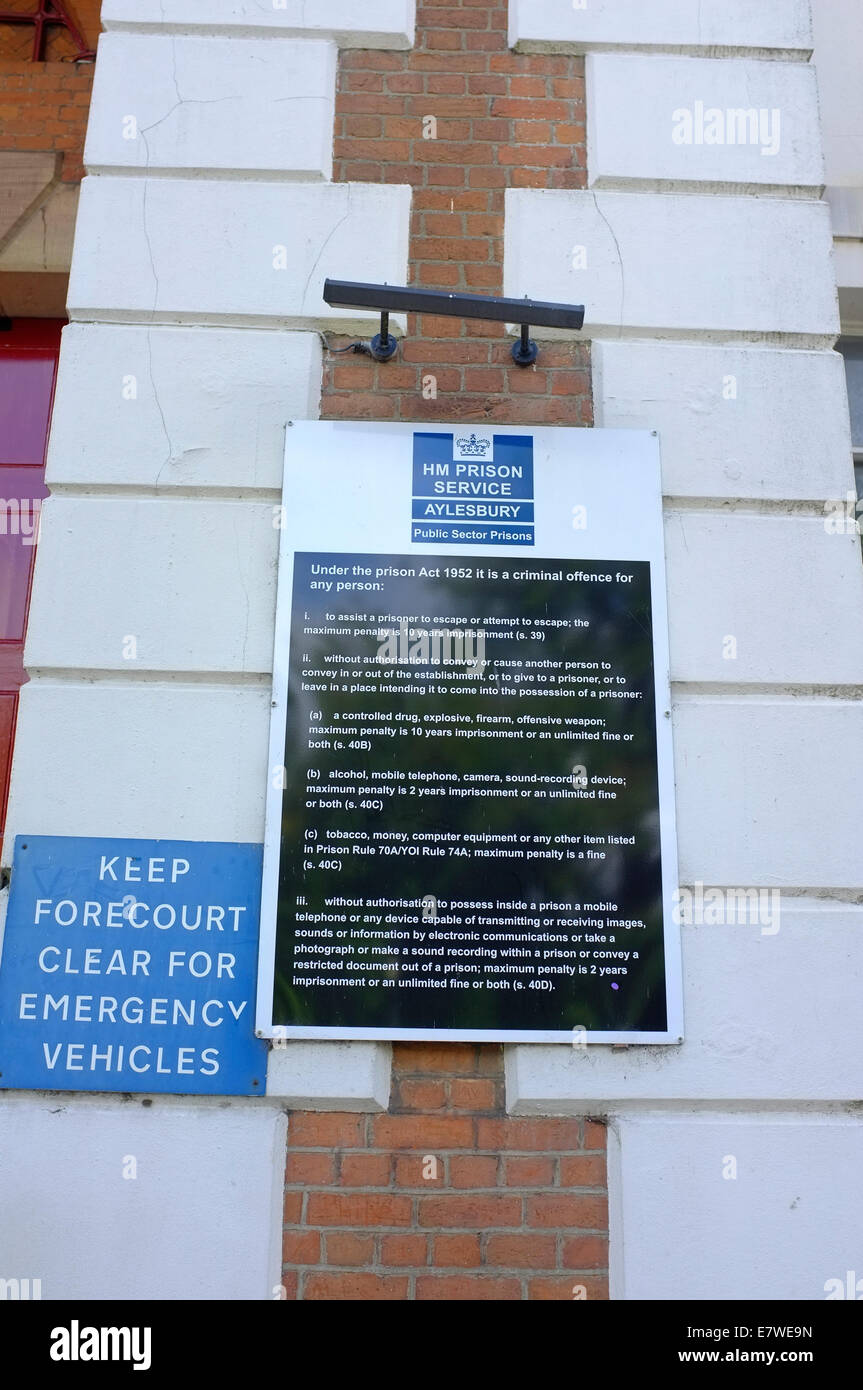 HM PRISON
SERVICE
AYLESBURY
Public Sector Prisons
Under the prison Act 1952 it is a criminal offence for
any person:
i. to assist a prisoner to escape or attempt to escape; the
maximum penalty is 10 years imprisonment (s. 39)
ii. without authorisation to convey or cause another person to
convey in or out of the establishment, or to give to a prisoner, or to
leave in a place intending it to come into the possession of a prisoner:
(a) a controlled drug, explosive, firearm, offensive weapon;
maximum penalty is 10 years imprisonment or an unlimited fine or
both (s. 40B)
(b) alcohol, mobile telephone, camera, sound-recording device;
maximum penalty is 2 years imprisonment or an unlimited fine
or both (s. 40C)
(c) tobacco, money, computer equipment or any other item listed
in Prison Rule 70A/YOI Rule 74A; maximum penalty is a fine
(s. 40C)
iii. without authorisation to possess inside a prison a mobile
telephone or any device capable of transmitting or receiving images,
sounds or information by electronic communications or take a
photograph or make a sound recording within a prison or convey a
restricted document out of a prison; maximum penalty is 2 years
imprisonment or an unlimited fine or both (s. 40D).
KEEP
FORECOURT
CLEAR FOR
EMERGENCY
VEHICLES
alamy
alamy
alamy
a
a
a
alamy stock photo
E7WE9N
www.alamy.com